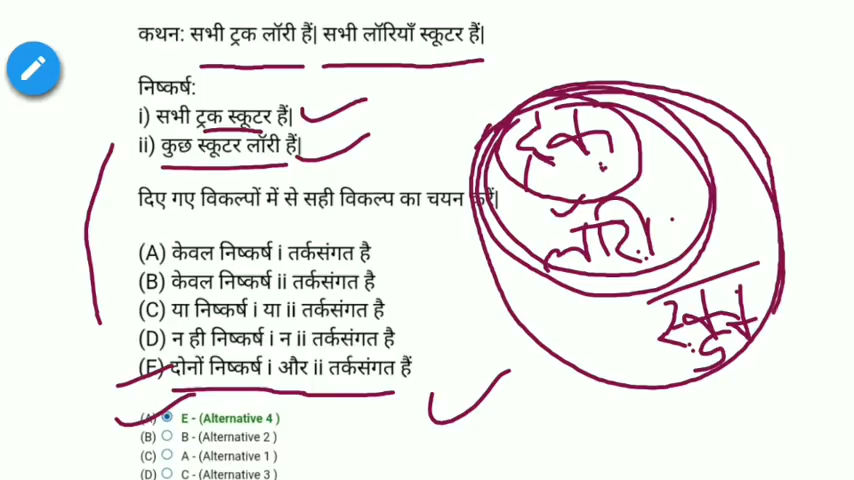 कथन: सभी ट्रक लॉरी हैं| सभी लॉरियाँ स्कूटर हैं|
निष्कर्ष:
i) सभी ट्रक स्कूटर हैं|
ii) कुछ स्कूटर लॉरी हैं|
दिए गए विकल्पों में से सही विकल्प का चयन करें|
(A) केवल निष्कर्ष i तर्कसंगत है
(B) केवल निष्कर्ष ii तर्कसंगत है
(C) या निष्कर्ष i या ii तर्कसंगत है
(D) न ही निष्कर्ष i न ii तर्कसंगत है
(E) दोनों निष्कर्ष i और ii तर्कसंगत हैं
(A) E - (Alternative 4 )
(B) B - (Alternative 2 )
(C) A - (Alternative 1 )
(D) C - (Alternative 3 )